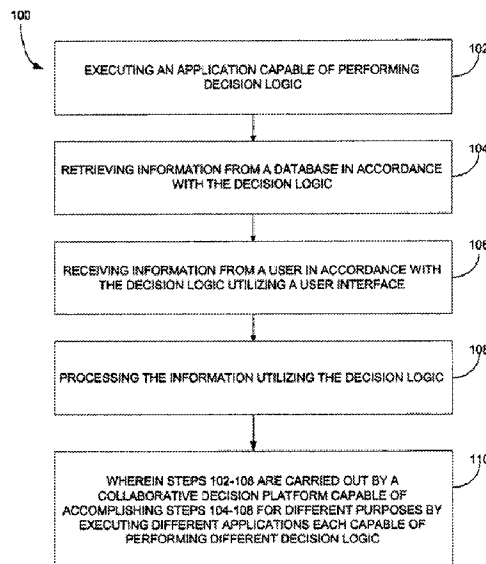 100
102
EXECUTING AN APPLICATION CAPABLE OF PERFORMING
DECISION LOGIC
104
RETRIEVING INFORMATION FROM A DATABASE IN ACCORDANCE
WITH THE DECISION LOGIC
106
RECEIVING INFORMATION FROM A USER IN ACCORDANCE WITH
THE DECISION LOGIC UTILIZING A USER INTERFACE
108
PROCESSING THE INFORMATION UTILIZING THE DECISION LOGIC
110
WHEREIN STEPS 102-108 ARE CARRIED OUT BY A
COLLABORATIVE DECISION PLATFORM CAPABLE OF
ACCOMPLISHING STEPS 104-108 FOR DIFFERENT PURPOSES BY
EXECUTING DIFFERENT APPLICATIONS EACH CAPABLE OF
PERFORMING DIFFERENT DECISION LOGIC